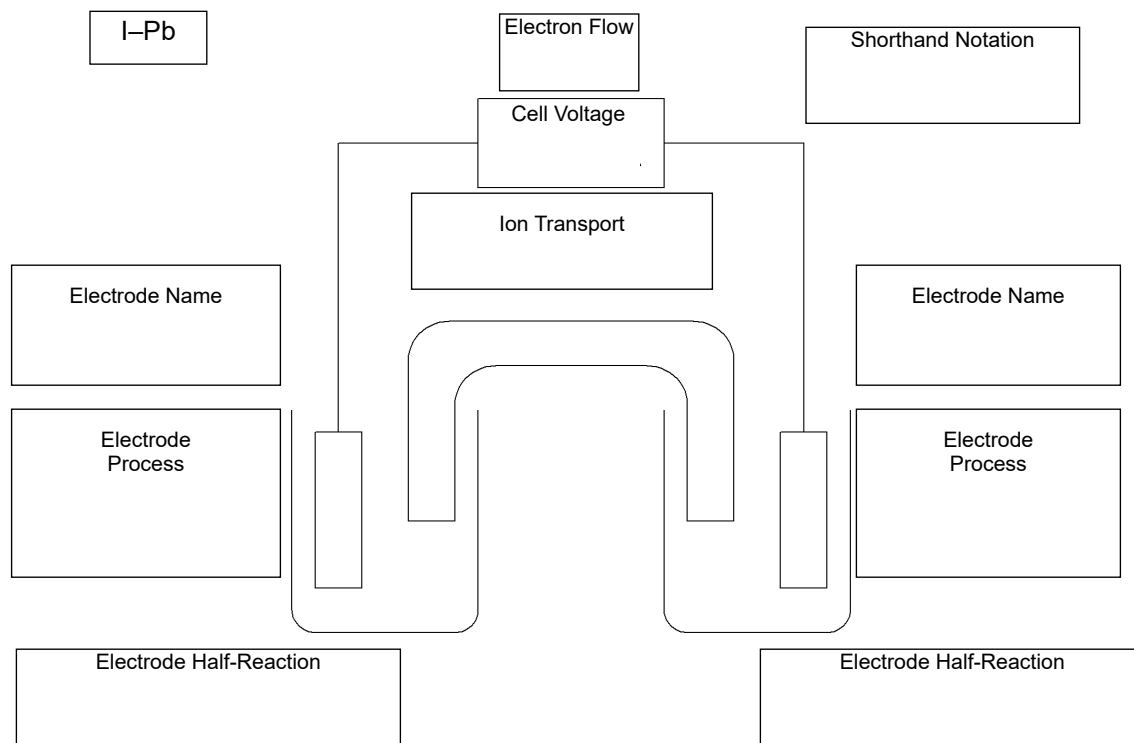 I–Pb
Electron Flow
Shorthand Notation
Cell Voltage
Ion Transport
Electrode Name
Electrode Name
Electrode
Process
Electrode
Process
Electrode Half-Reaction
Electrode Half-Reaction